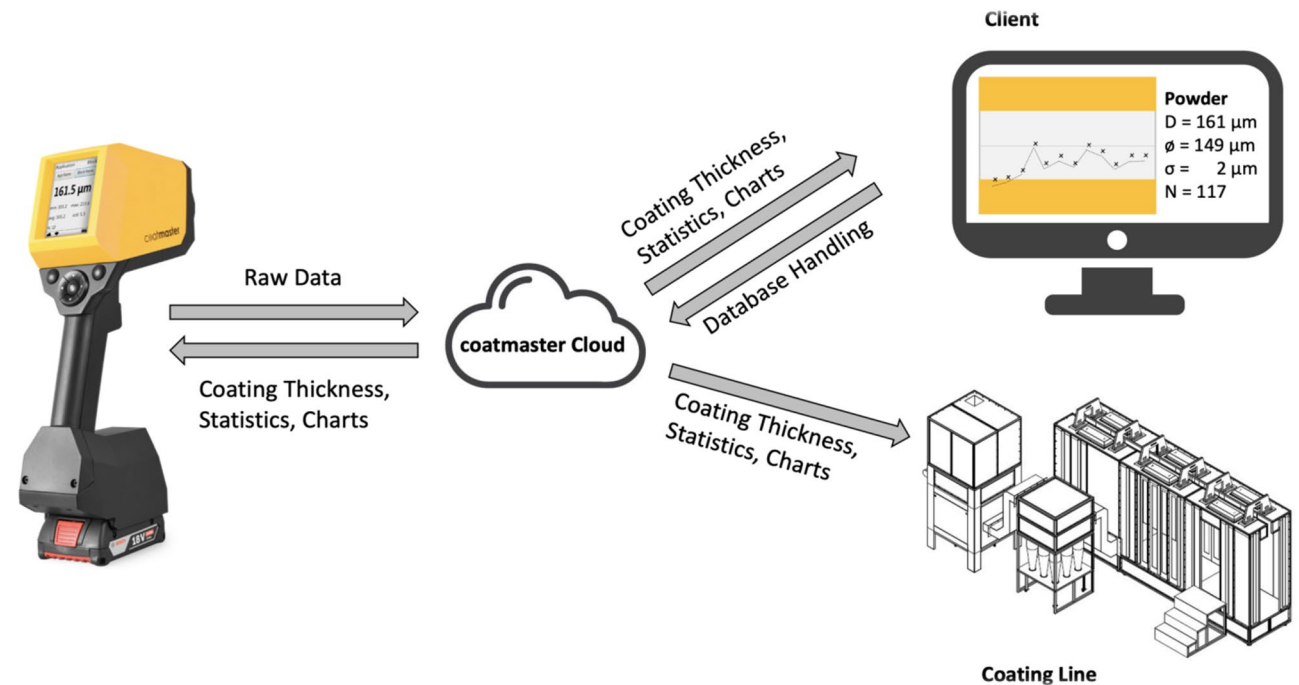 Client
Powder
D = 161 µm
ø = 149 µm
σ = 2 µm
N = 117
Coating Thickness,
Statistics, Charts
Database Handling
161.5 µm
coatmaster
Raw Data
coatmaster Cloud
Coating Thickness,
Statistics, Charts
Coating Thickness,
Statistics, Charts
18V
Coating Line